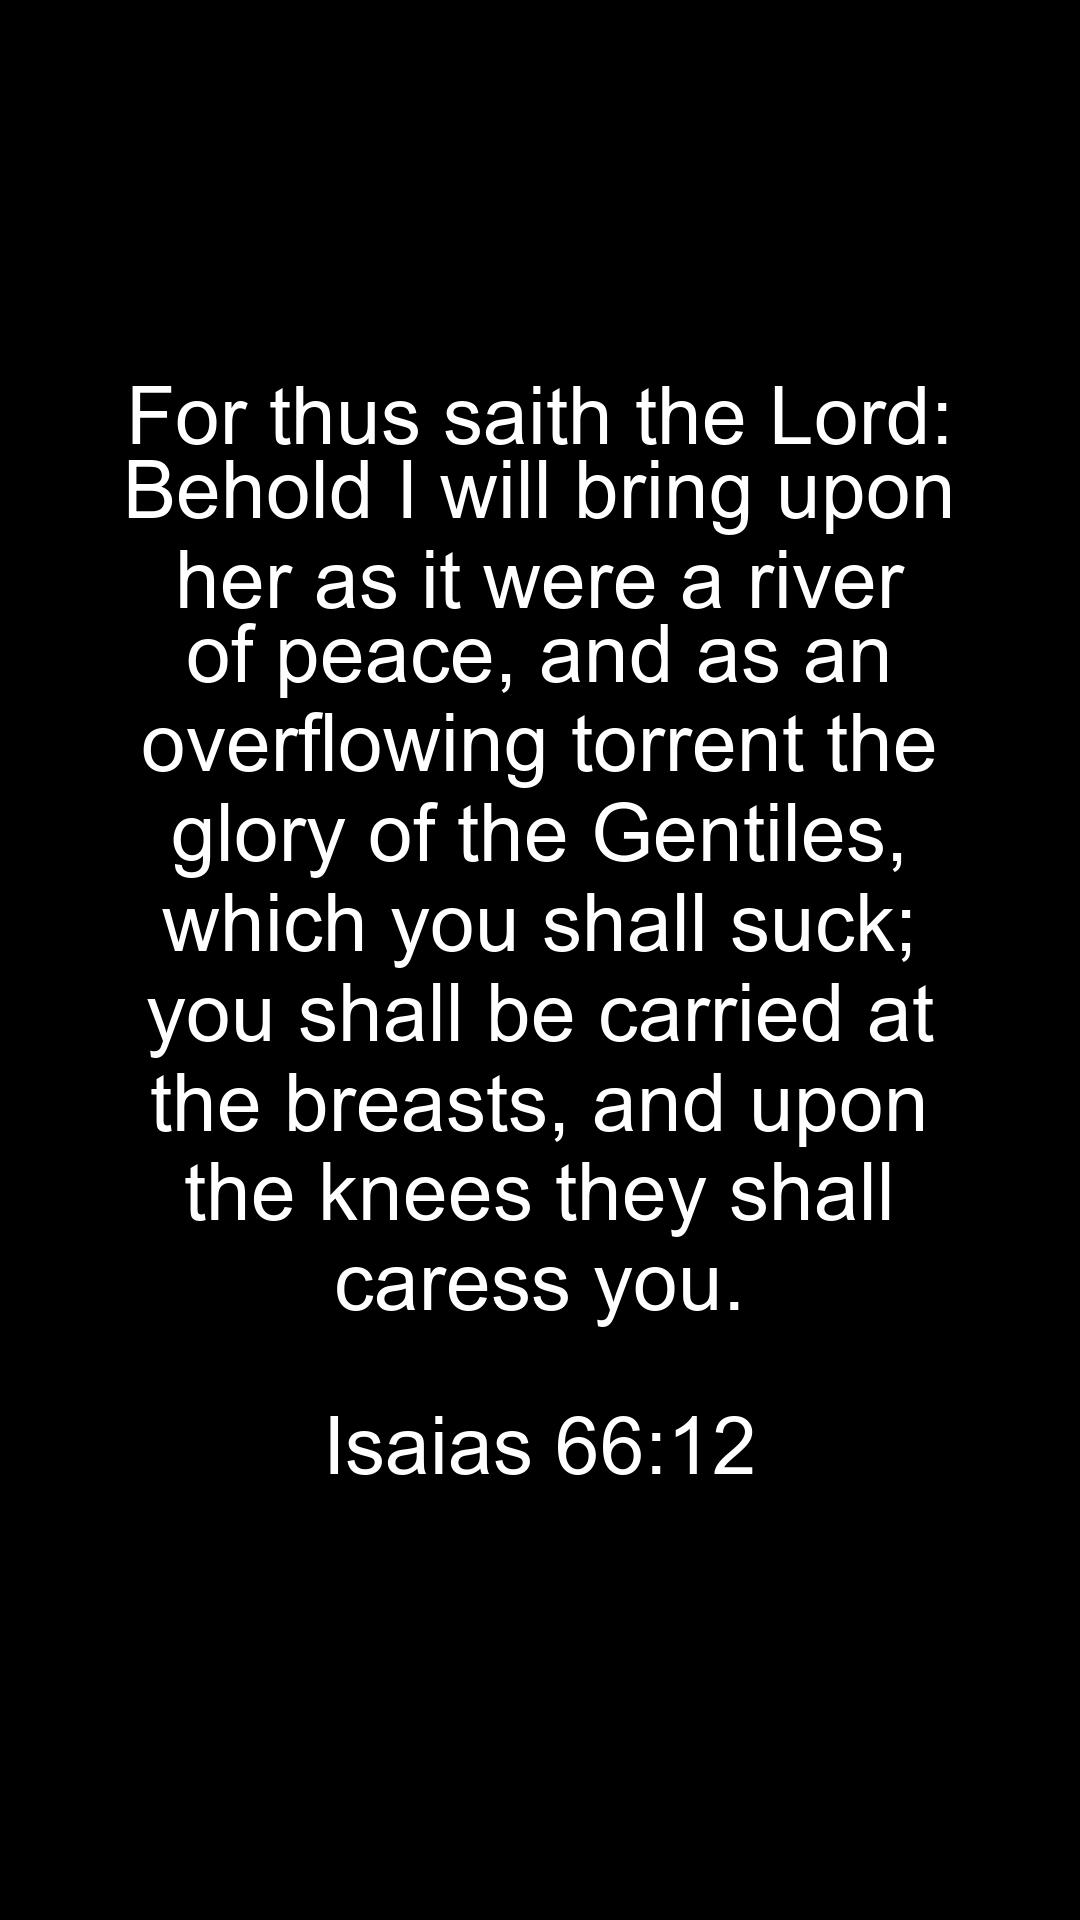 For thus saith the Lord:
Behold I will bring upon
her as it were a river
of peace, and as an
overflowing torrent the
glory of the Gentiles,
which you shall suck;
you shall be carried at
the breasts, and upon
the knees they shall
caress you.
Isaias 66:12